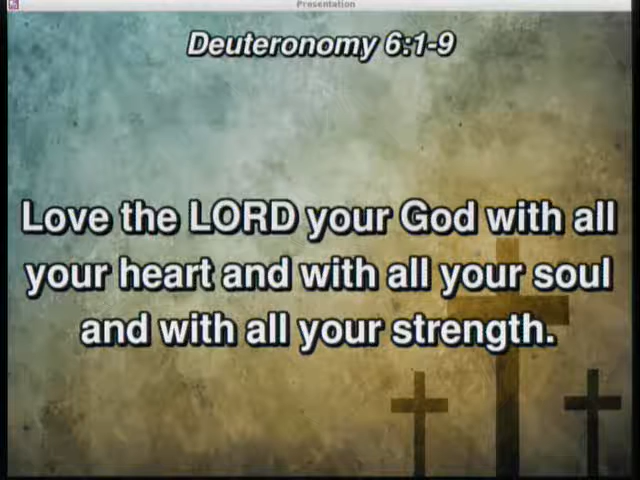 Presentation
Deuteronomy 6:1-9
Love the LORD your God with all
your heart and with all your soul
and with all your strength.